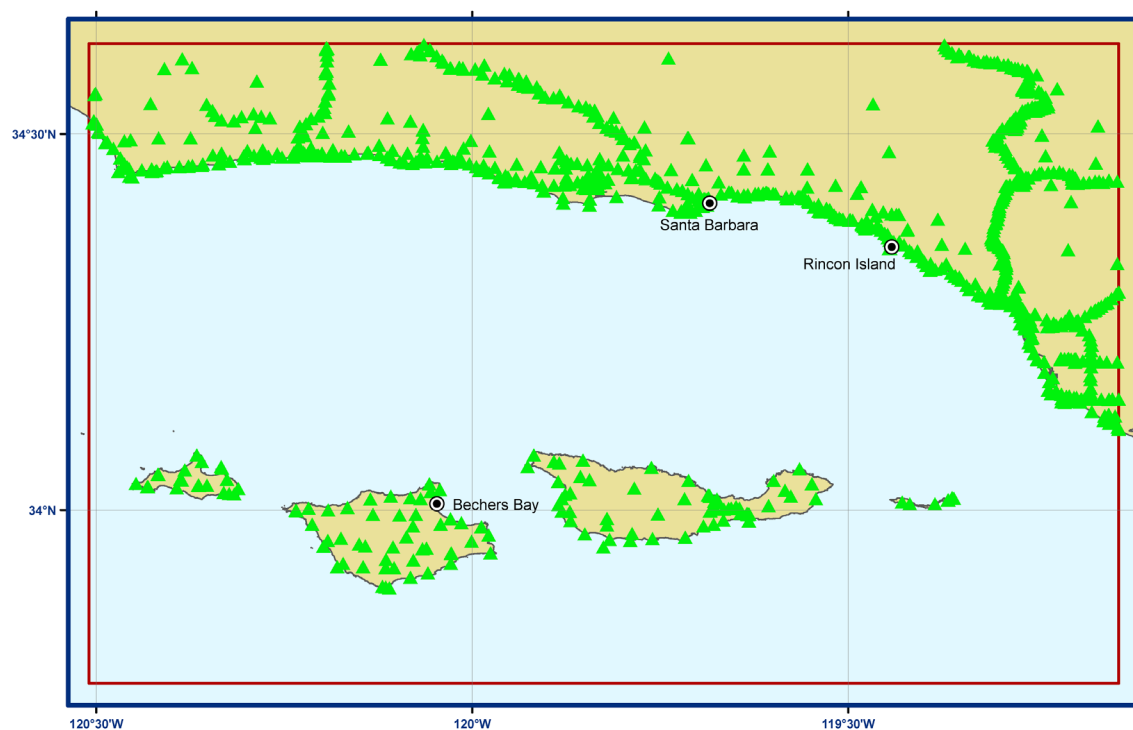 34°30'N
Santa Barbara
Rincon Island
Bechers Bay
34°N
120°30'W
120°W
119°30'W